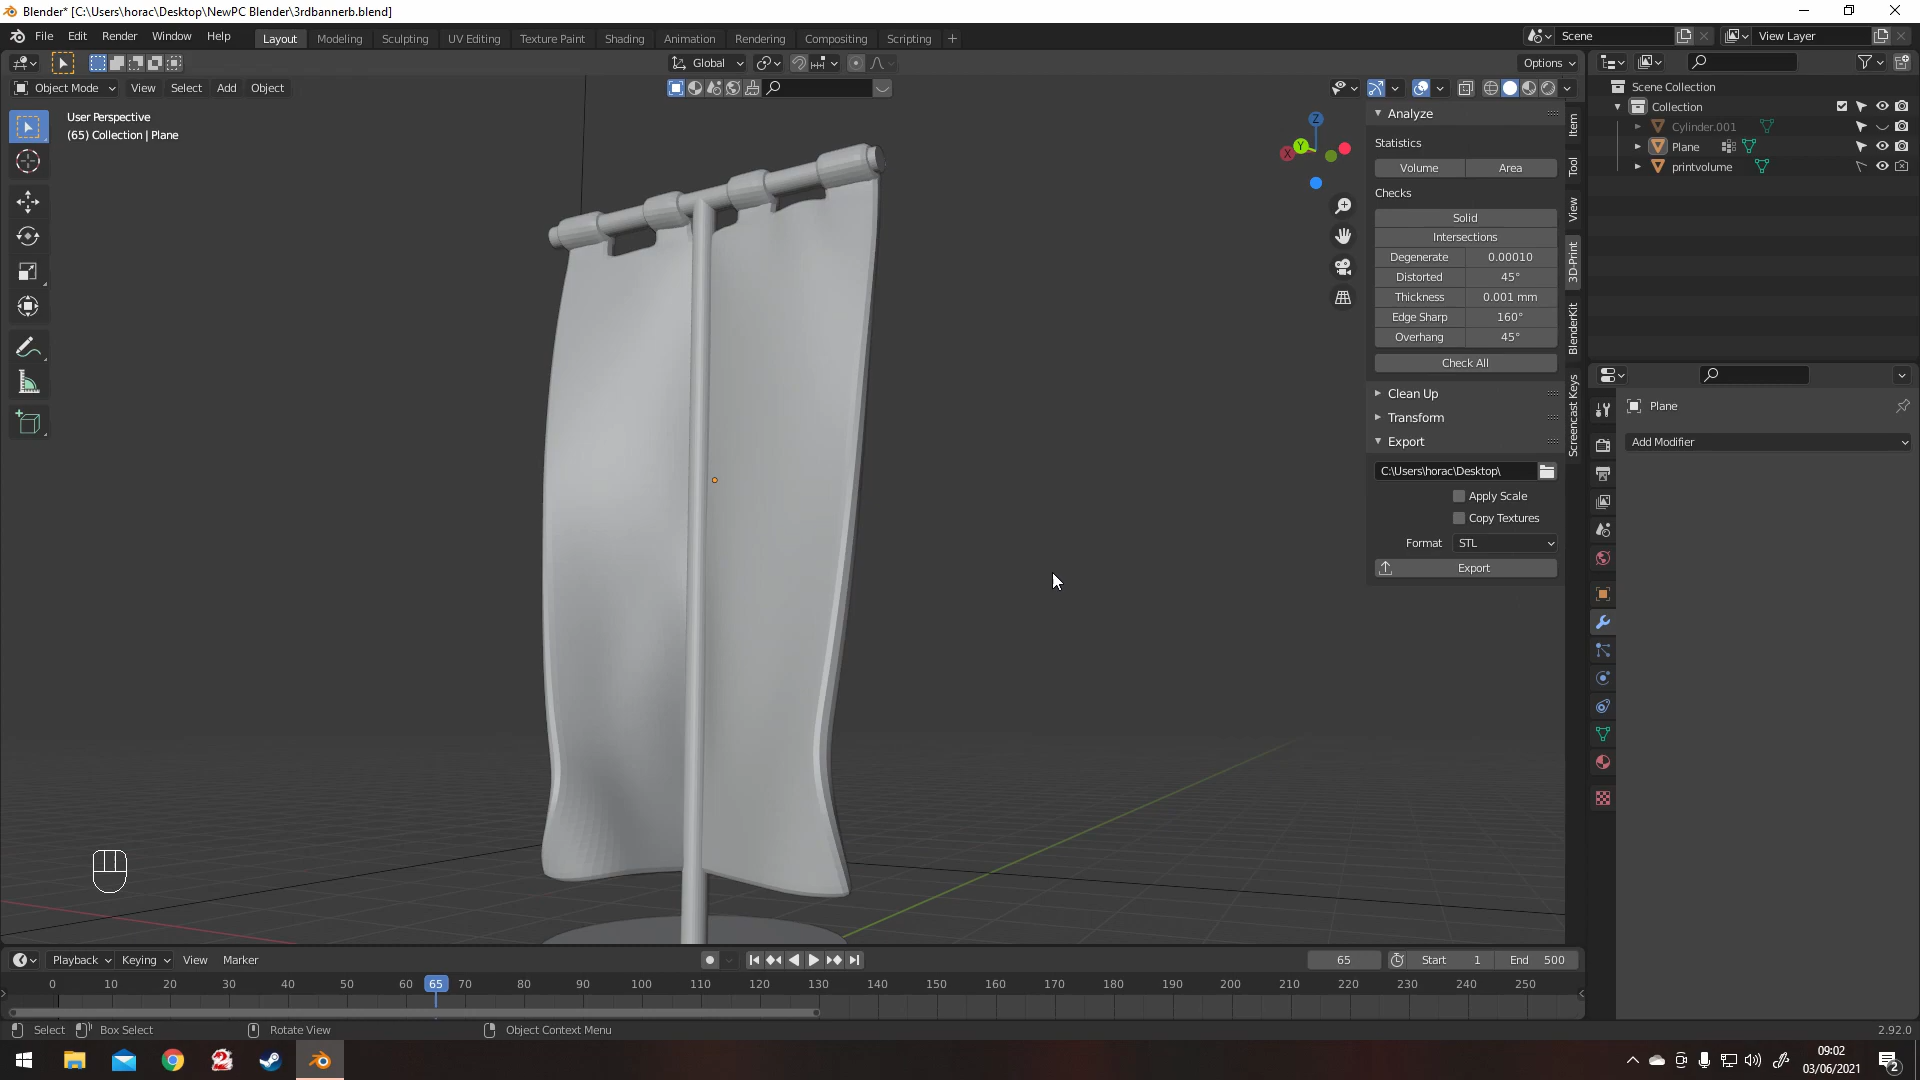 Blender* [C:\Users\horac\Desktop\NewPC Blender\3rdbannerb.blend]
File Edit Render Window Help Layout Modeling Sculpting UV Editing Texture Paint Shading Animation Rendering Compositing Scripting + Scene View Layer
Global Options
Object Mode View Select Add Object
User Perspective
(65) Collection | Plane
Z
Y
X
Analyze
Statistics
Volume Area
Checks
Solid
Intersections
Degenerate 0.00010
Distorted 45°
Thickness 0.001 mm
Edge Sharp 160°
Overhang 45°
Check All
Clean Up
Transform
Export
C:\Users\horac\Desktop\
Apply Scale
Copy Textures
Format STL
Export
Item
Tool
View
3D-Print
BlenderKit
Screencast Keys
Scene Collection
Collection
Cylinder.001
Plane
printvolume
Plane
Add Modifier
Playback Keying View Marker 65 Start 1 End 500
0 10 20 30 40 50 60 65 70 80 90 100 110 120 130 140 150 160 170 180 190 200 210 220 230 240 250
Select Box Select Rotate View Object Context Menu 2.92.0
09:02
03/06/2021
2